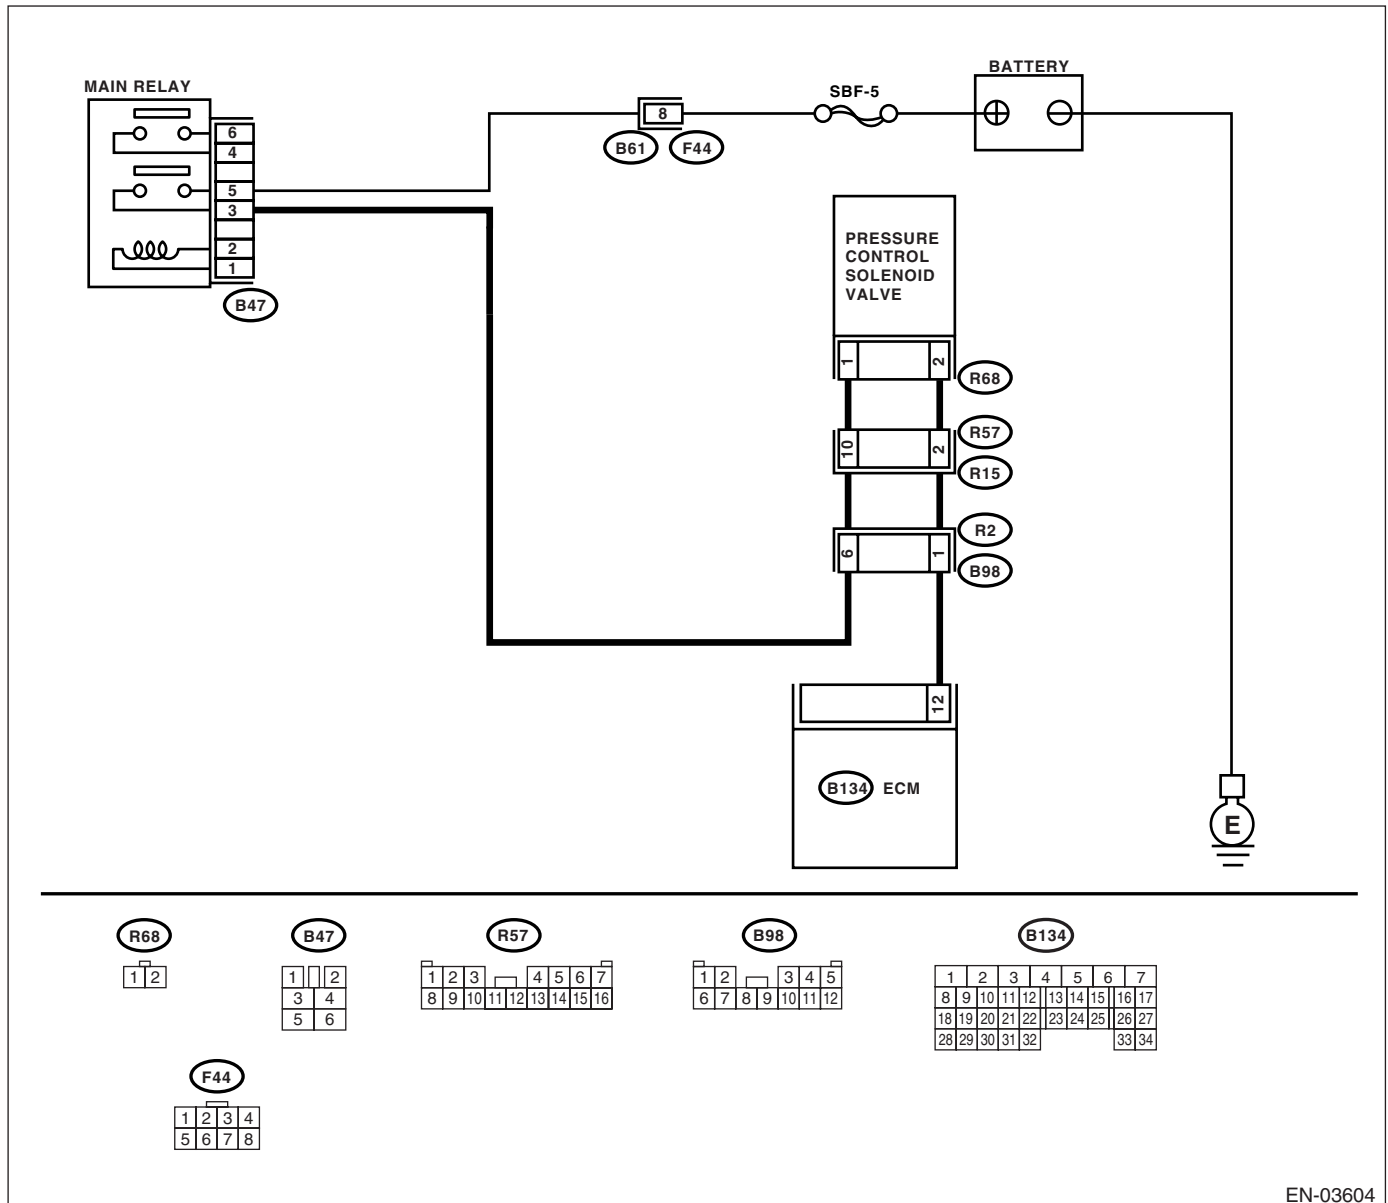 MAIN RELAY
SBF-5
BATTERY
8
B61 F44
6
4
5
3
2
1
B47
PRESSURE
CONTROL
SOLENOID
VALVE
1 2
R68
R57
10 2
R15
R2
6 1
B98
12
B134 ECM
E
R68
1 2
B47
1 2
3 4
5 6
R57
1 2 3 4 5 6 7
8 9 10 11 12 13 14 15 16
B98
1 2 3 4 5
6 7 8 9 10 11 12
B134
1 2 3 4 5 6 7
8 9 10 11 12 13 14 15 16 17
18 19 20 21 22 23 24 25 26 27
28 29 30 31 32 33 34
F44
1 2 3 4
5 6 7 8
EN-03604